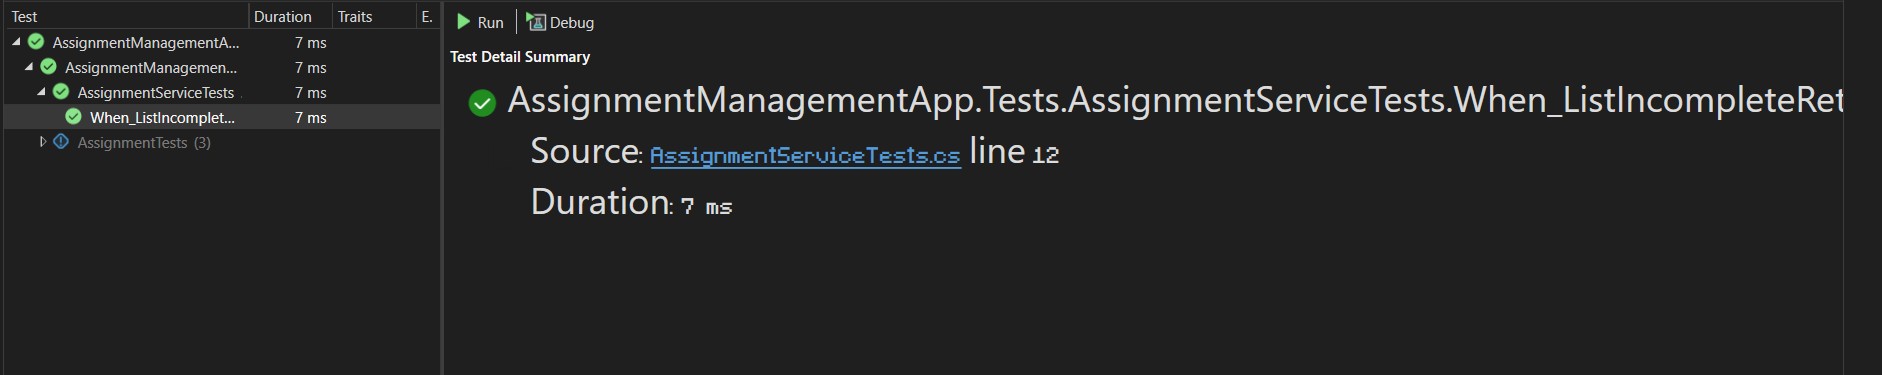 Test Duration Traits E.
AssignmentManagementA... 7 ms
AssignmentManagemen... 7 ms
AssignmentServiceTests 7 ms
When_ListIncomplet... 7 ms
AssignmentTests (3)
Run Debug
Test Detail Summary
AssignmentManagementApp.Tests.AssignmentServiceTests.When_ListIncompleteRet
Source: AssignmentServiceTests.cs line 12
Duration: 7 ms